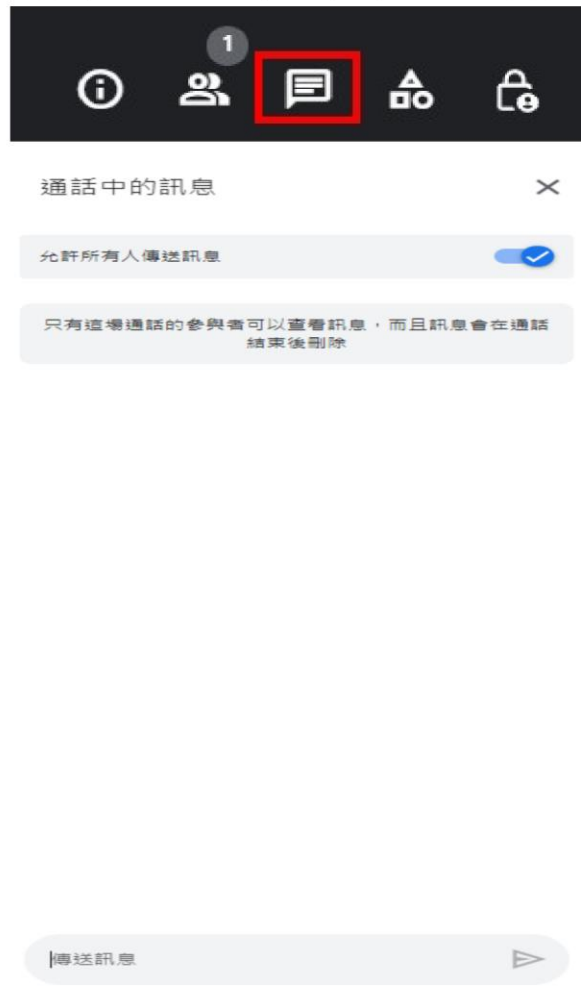 1
通話中的訊息
允許所有人傳送訊息
只有這場通話的參與者可以查看訊息，而且訊息會在通話
結束後刪除
傳送訊息